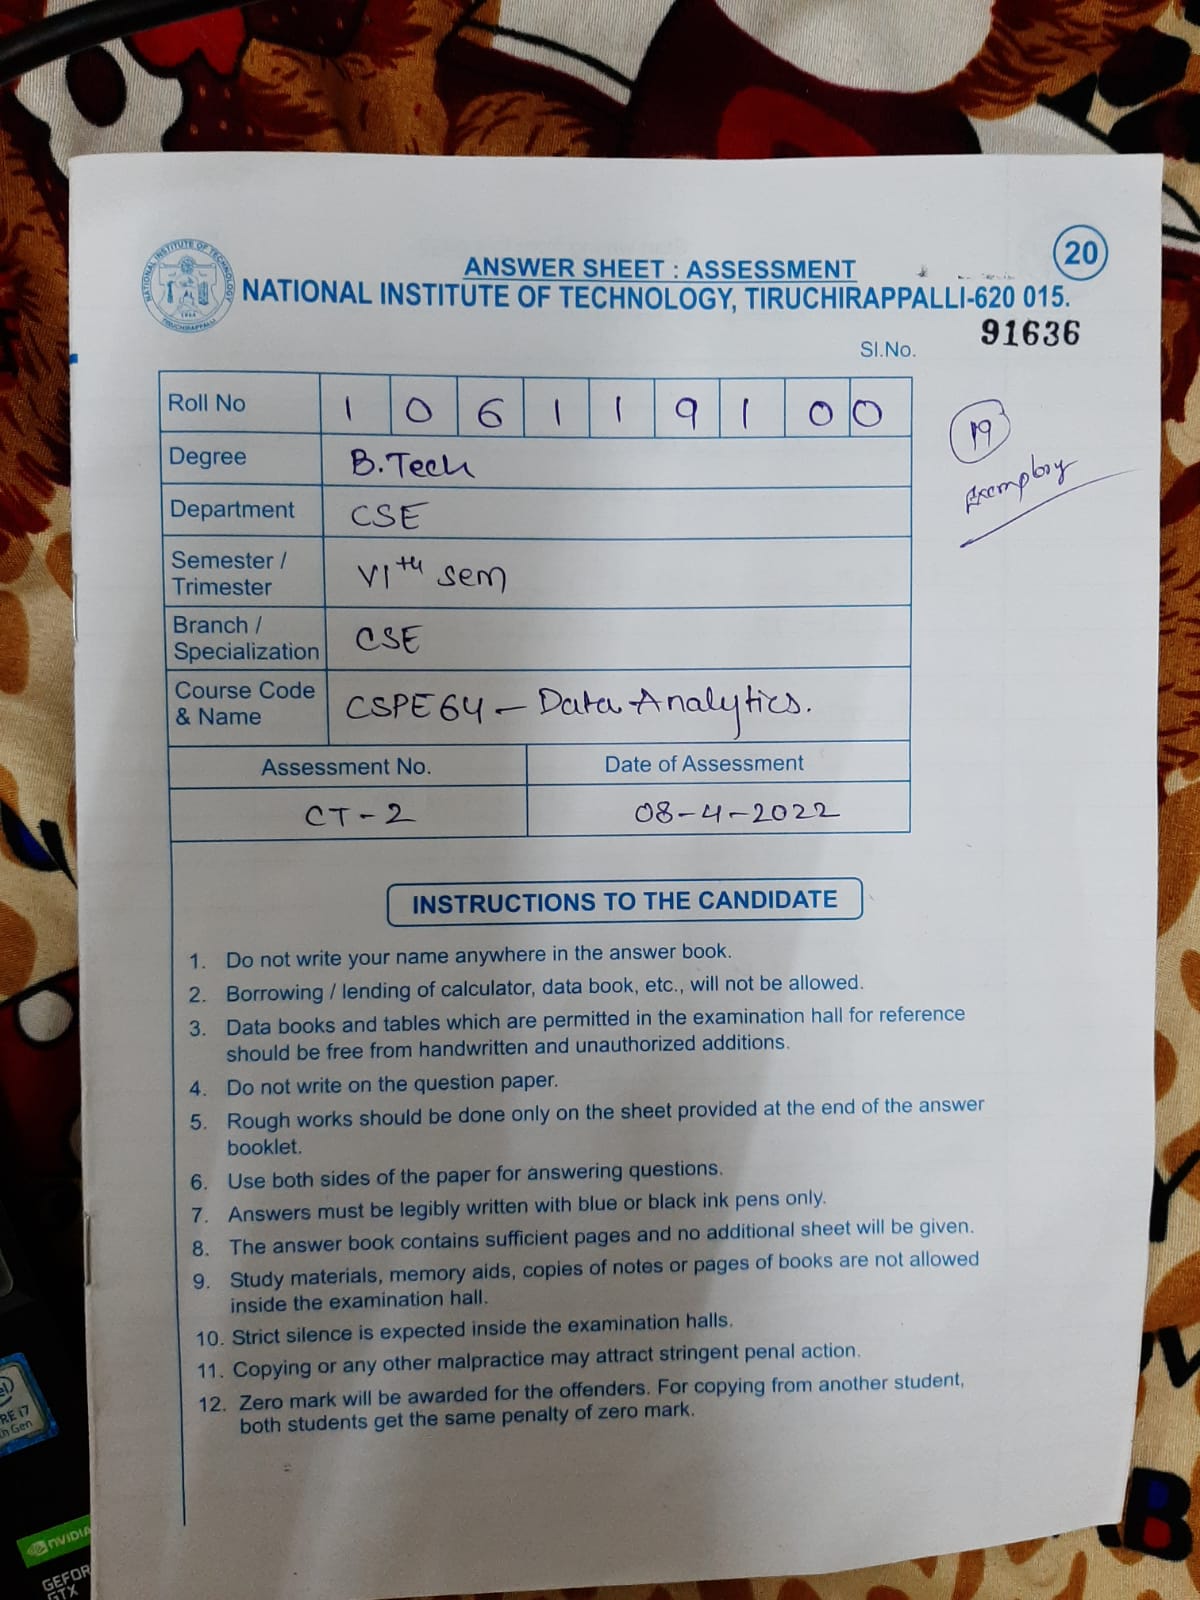 ANSWER SHEET : ASSESSMENT
20
NATIONAL INSTITUTE OF TECHNOLOGY, TIRUCHIRAPPALLI-620 015.
NATIONAL INSTITUTE OF TECHNOLOGY
TIRUCHIRAPPALLI
Sl.No. 91636
Roll No 1 0 6 1 1 9 1 0 0
19
Degree B.Tech
Department CSE
Semester / Trimester VIth sem
Branch / Specialization CSE
Course Code & Name CSPE64 - Data Analytics.
Assessment No. Date of Assessment
CT-2 08-4-2022
INSTRUCTIONS TO THE CANDIDATE
1. Do not write your name anywhere in the answer book.
2. Borrowing / lending of calculator, data book, etc., will not be allowed.
3. Data books and tables which are permitted in the examination hall for reference
should be free from handwritten and unauthorized additions.
4. Do not write on the question paper.
5. Rough works should be done only on the sheet provided at the end of the answer
booklet.
6. Use both sides of the paper for answering questions.
7. Answers must be legibly written with blue or black ink pens only.
8. The answer book contains sufficient pages and no additional sheet will be given.
9. Study materials, memory aids, copies of notes or pages of books are not allowed
inside the examination hall.
10. Strict silence is expected inside the examination halls.
11. Copying or any other malpractice may attract stringent penal action.
12. Zero mark will be awarded for the offenders. For copying from another student,
both students get the same penalty of zero mark.
RE i7
th Gen
NVIDIA
GEFOR
GTX
B